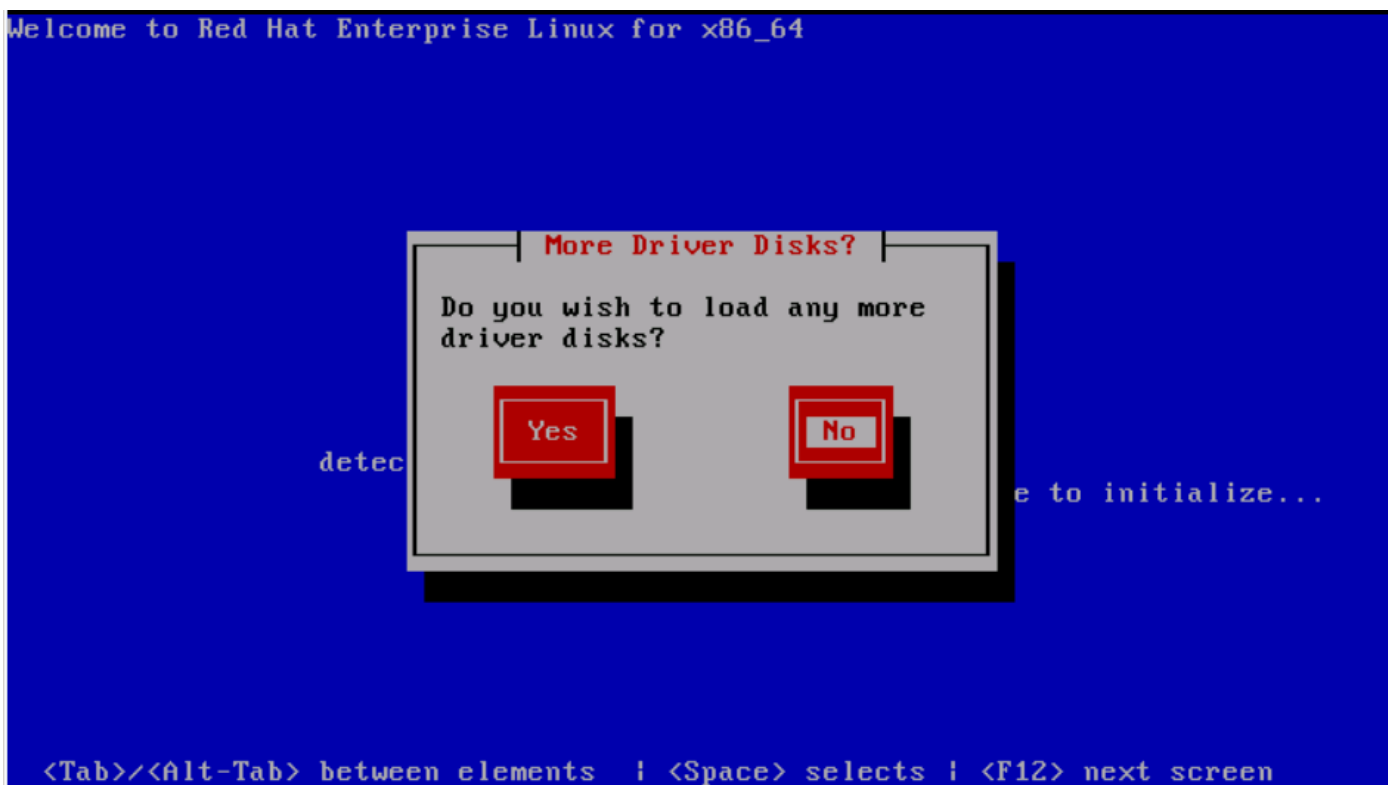 Welcome to Red Hat Enterprise Linux for x86_64
More Driver Disks?
Do you wish to load any more
driver disks?
Yes No
detec
e to initialize...
<Tab>/<Alt-Tab> between elements | <Space> selects | <F12> next screen